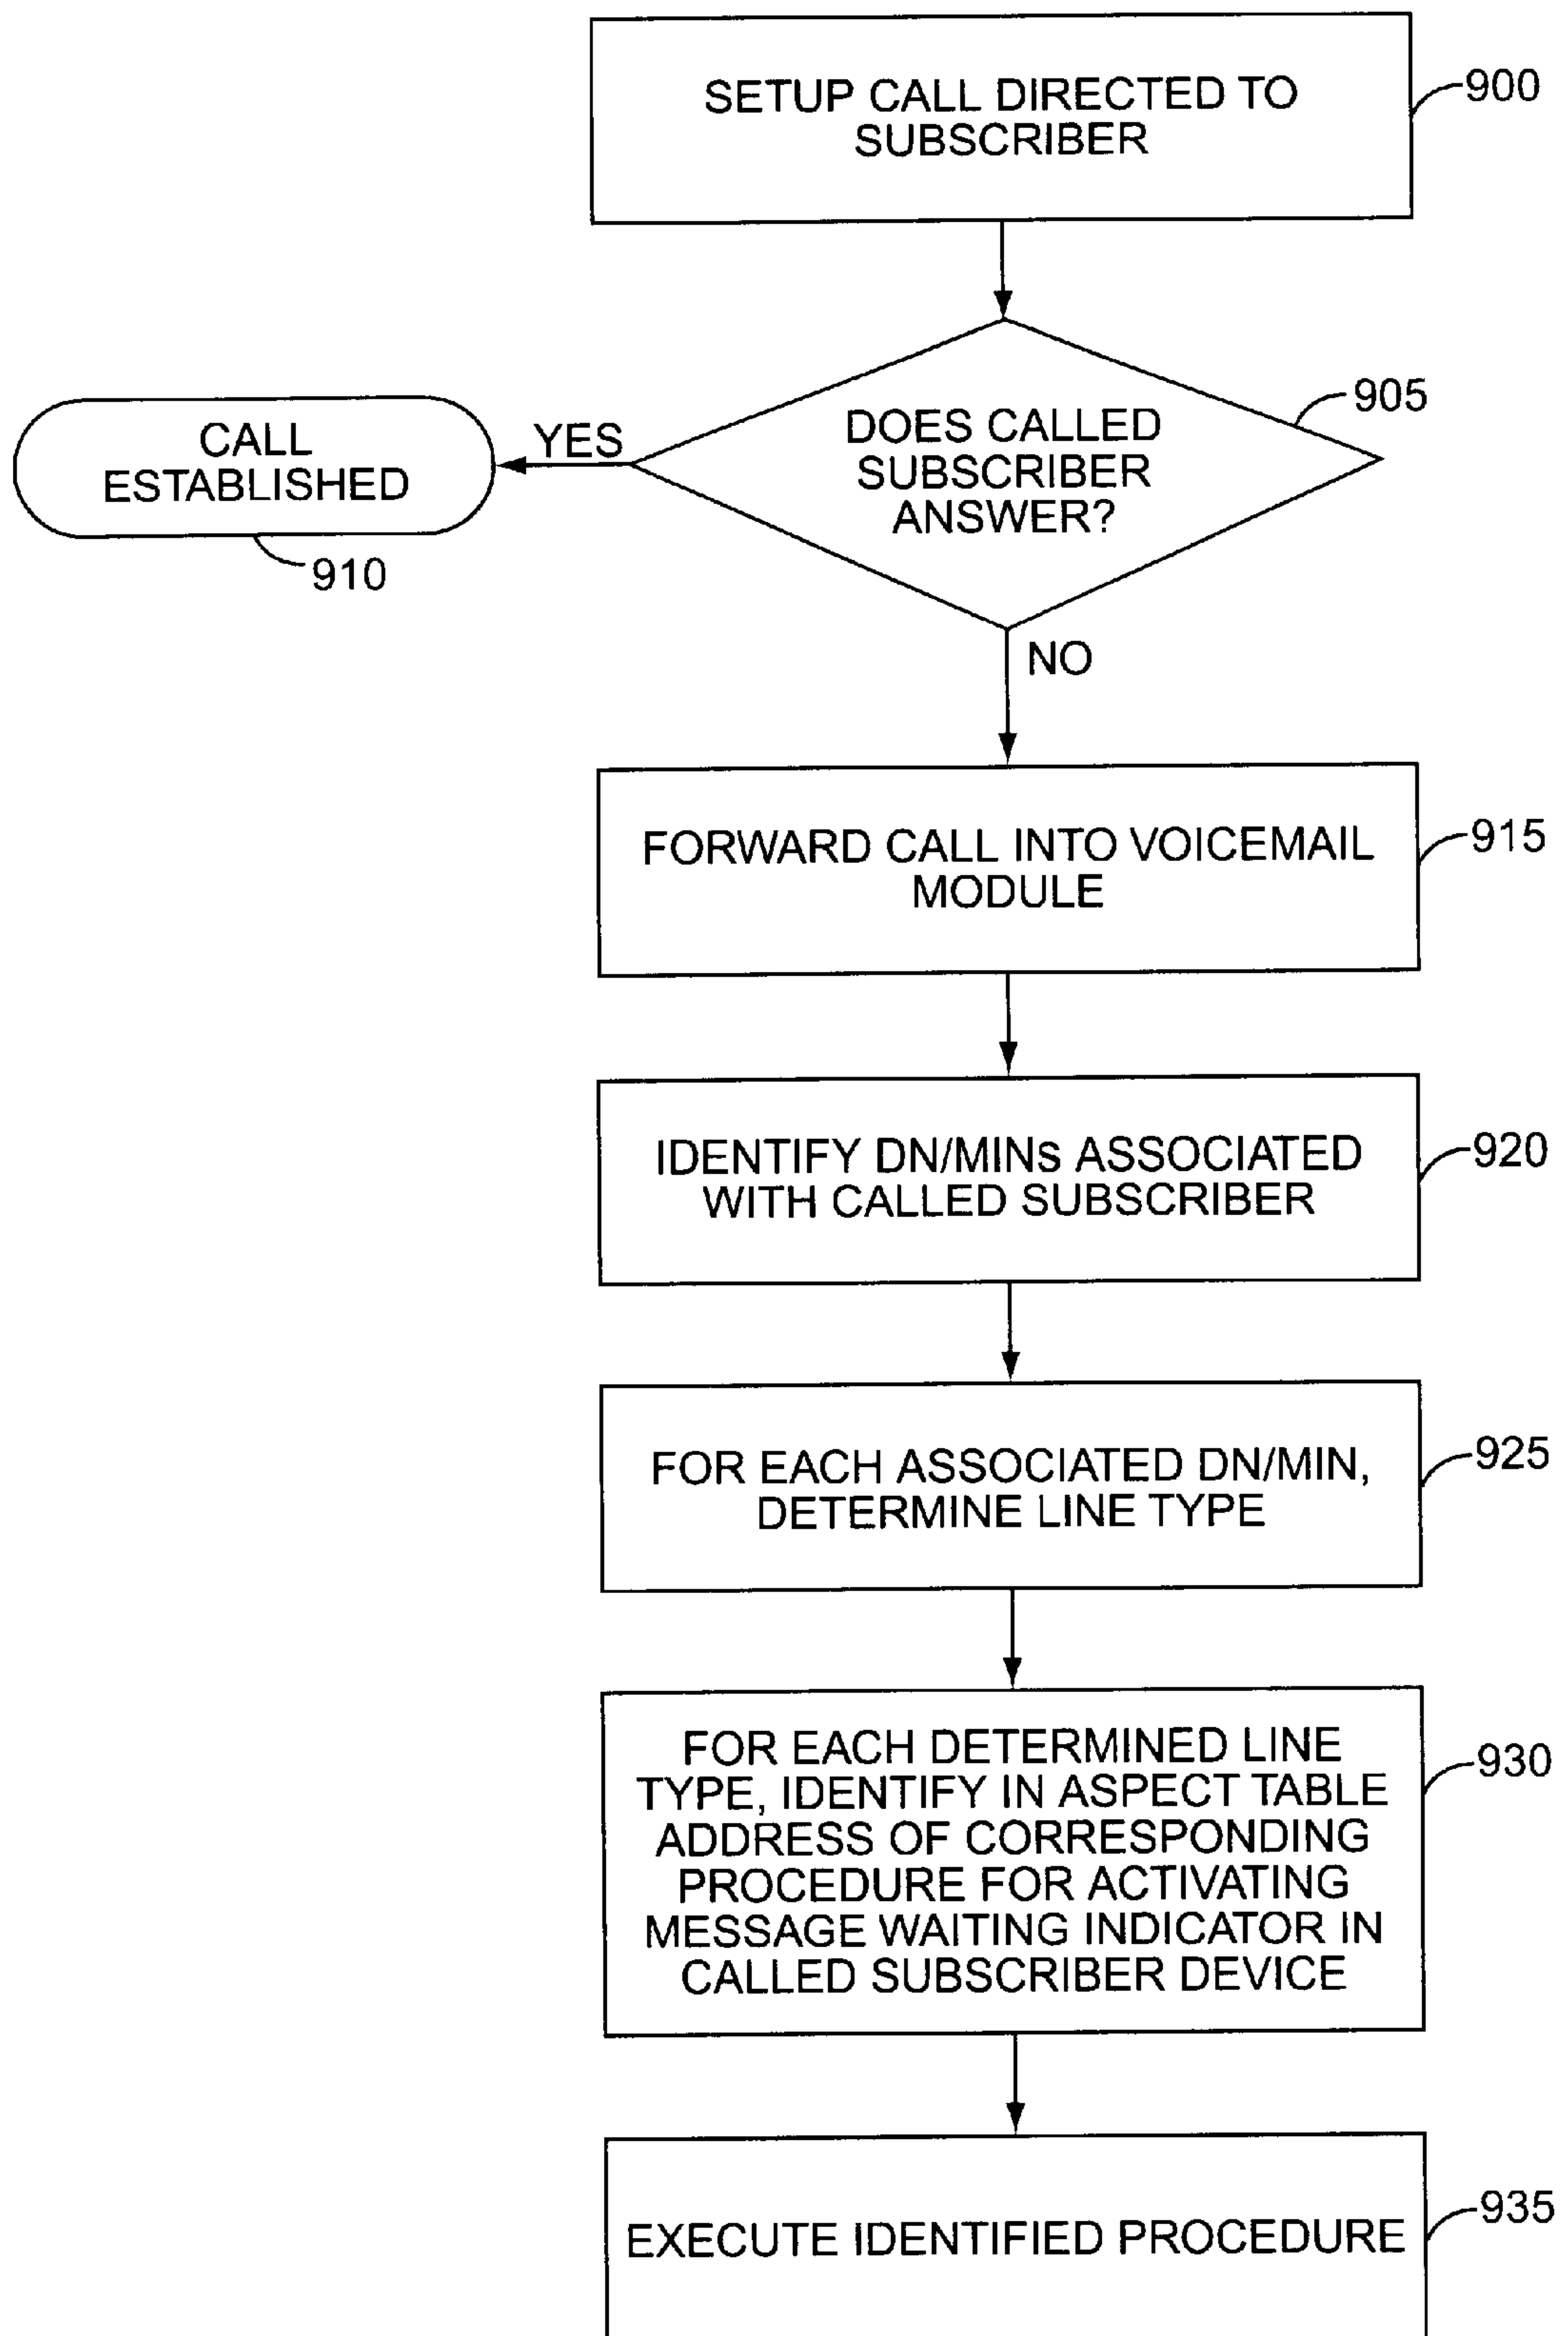 SETUP CALL DIRECTED TO
SUBSCRIBER
900
DOES CALLED
SUBSCRIBER
ANSWER?
905
YES
CALL
ESTABLISHED
910
NO
FORWARD CALL INTO VOICEMAIL
MODULE
915
IDENTIFY DN/MINs ASSOCIATED
WITH CALLED SUBSCRIBER
920
FOR EACH ASSOCIATED DN/MIN,
DETERMINE LINE TYPE
925
FOR EACH DETERMINED LINE
TYPE, IDENTIFY IN ASPECT TABLE
ADDRESS OF CORRESPONDING
PROCEDURE FOR ACTIVATING
MESSAGE WAITING INDICATOR IN
CALLED SUBSCRIBER DEVICE
930
EXECUTE IDENTIFIED PROCEDURE
935